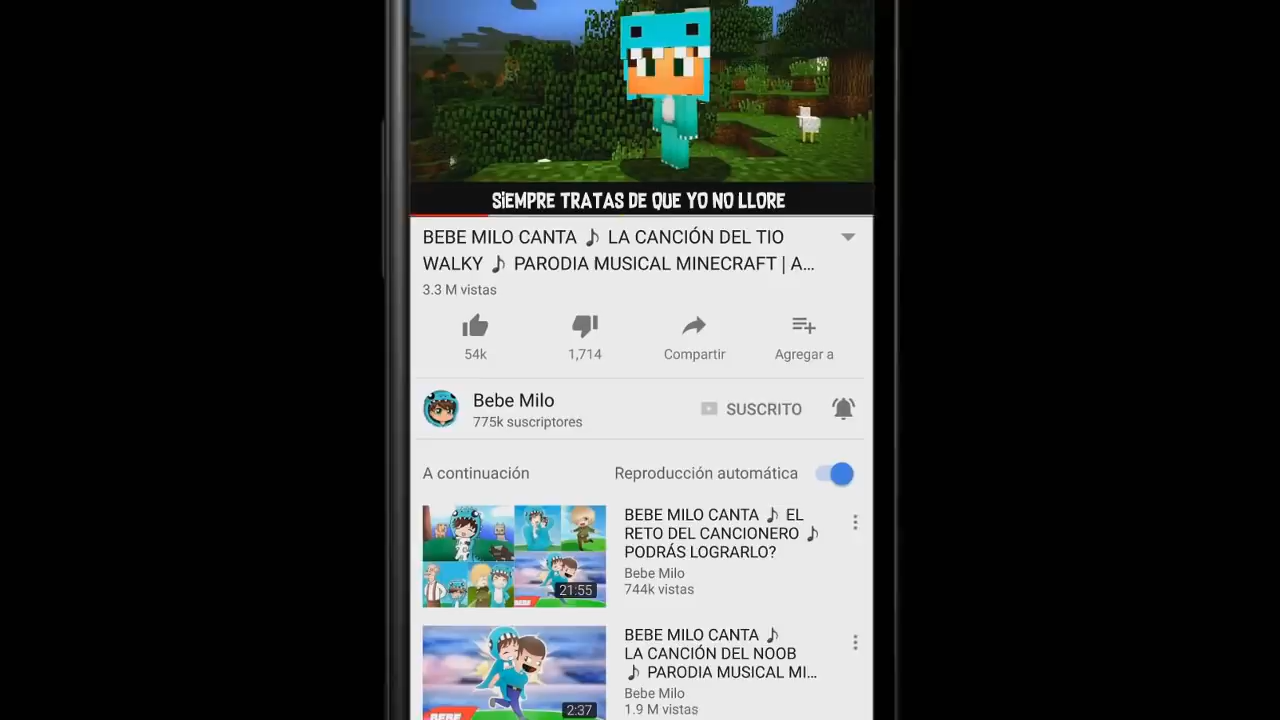 SIEMPRE TRATAS DE QUE YO NO LLORE
BEBE MILO CANTA 🎵 LA CANCIÓN DEL TIO
WALKY 🎵 PARODIA MUSICAL MINECRAFT | A...
3.3 M vistas
54k
1,714
Compartir
Agregar a
Bebe Milo
SUSCRITO
775k suscriptores
A continuación
Reproducción automática
BEBE MILO CANTA 🎵 EL
RETO DEL CANCIONERO 🎵
PODRÁS LOGRARLO?
Bebe Milo
744k vistas
21:55
BEBE
BEBE MILO CANTA 🎵
LA CANCIÓN DEL NOOB
🎵 PARODIA MUSICAL MI...
Bebe Milo
1.9 M vistas
2:37
BEBE